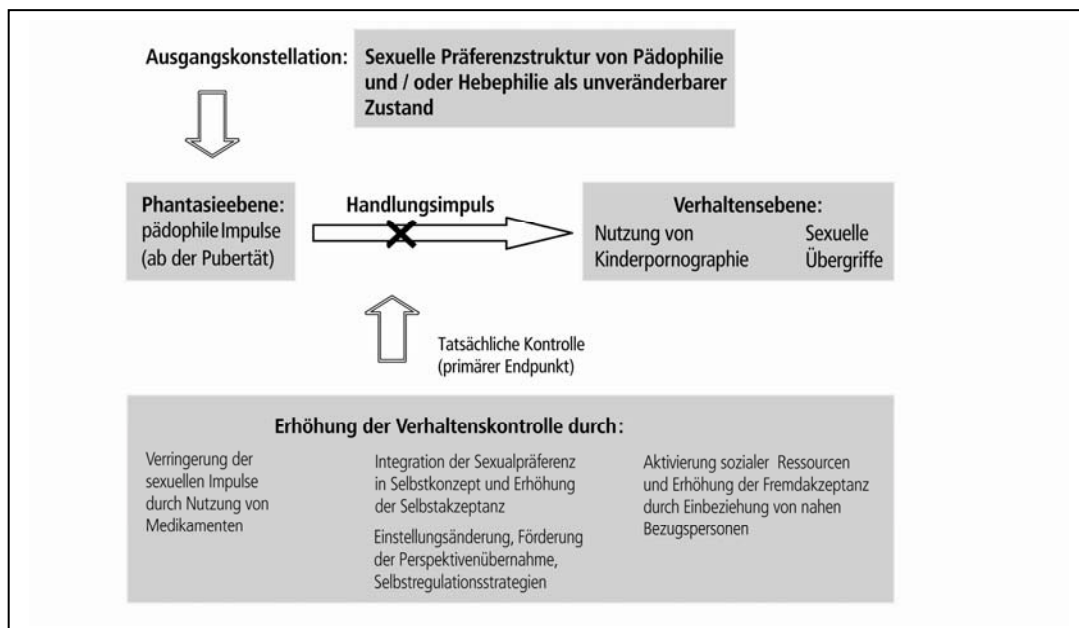 Ausgangskonstellation:
Sexuelle Präferenzstruktur von Pädophilie
und / oder Hebephilie als unveränderbarer
Zustand
Phantasieebene:
pädophile Impulse
(ab der Pubertät)
Handlungsimpuls
Verhaltensebene:
Nutzung von
Kinderpornographie
Sexuelle
Übergriffe
Tatsächliche Kontrolle
(primärer Endpunkt)
Erhöhung der Verhaltenskontrolle durch:
Verringerung der
sexuellen Impulse
durch Nutzung von
Medikamenten
Integration der Sexualpräferenz
in Selbstkonzept und Erhöhung
der Selbstakzeptanz
Einstellungsänderung, Förderung
der Perspektivenübernahme,
Selbstregulationsstrategien
Aktivierung sozialer Ressourcen
und Erhöhung der Fremdakzeptanz
durch Einbeziehung von nahen
Bezugspersonen